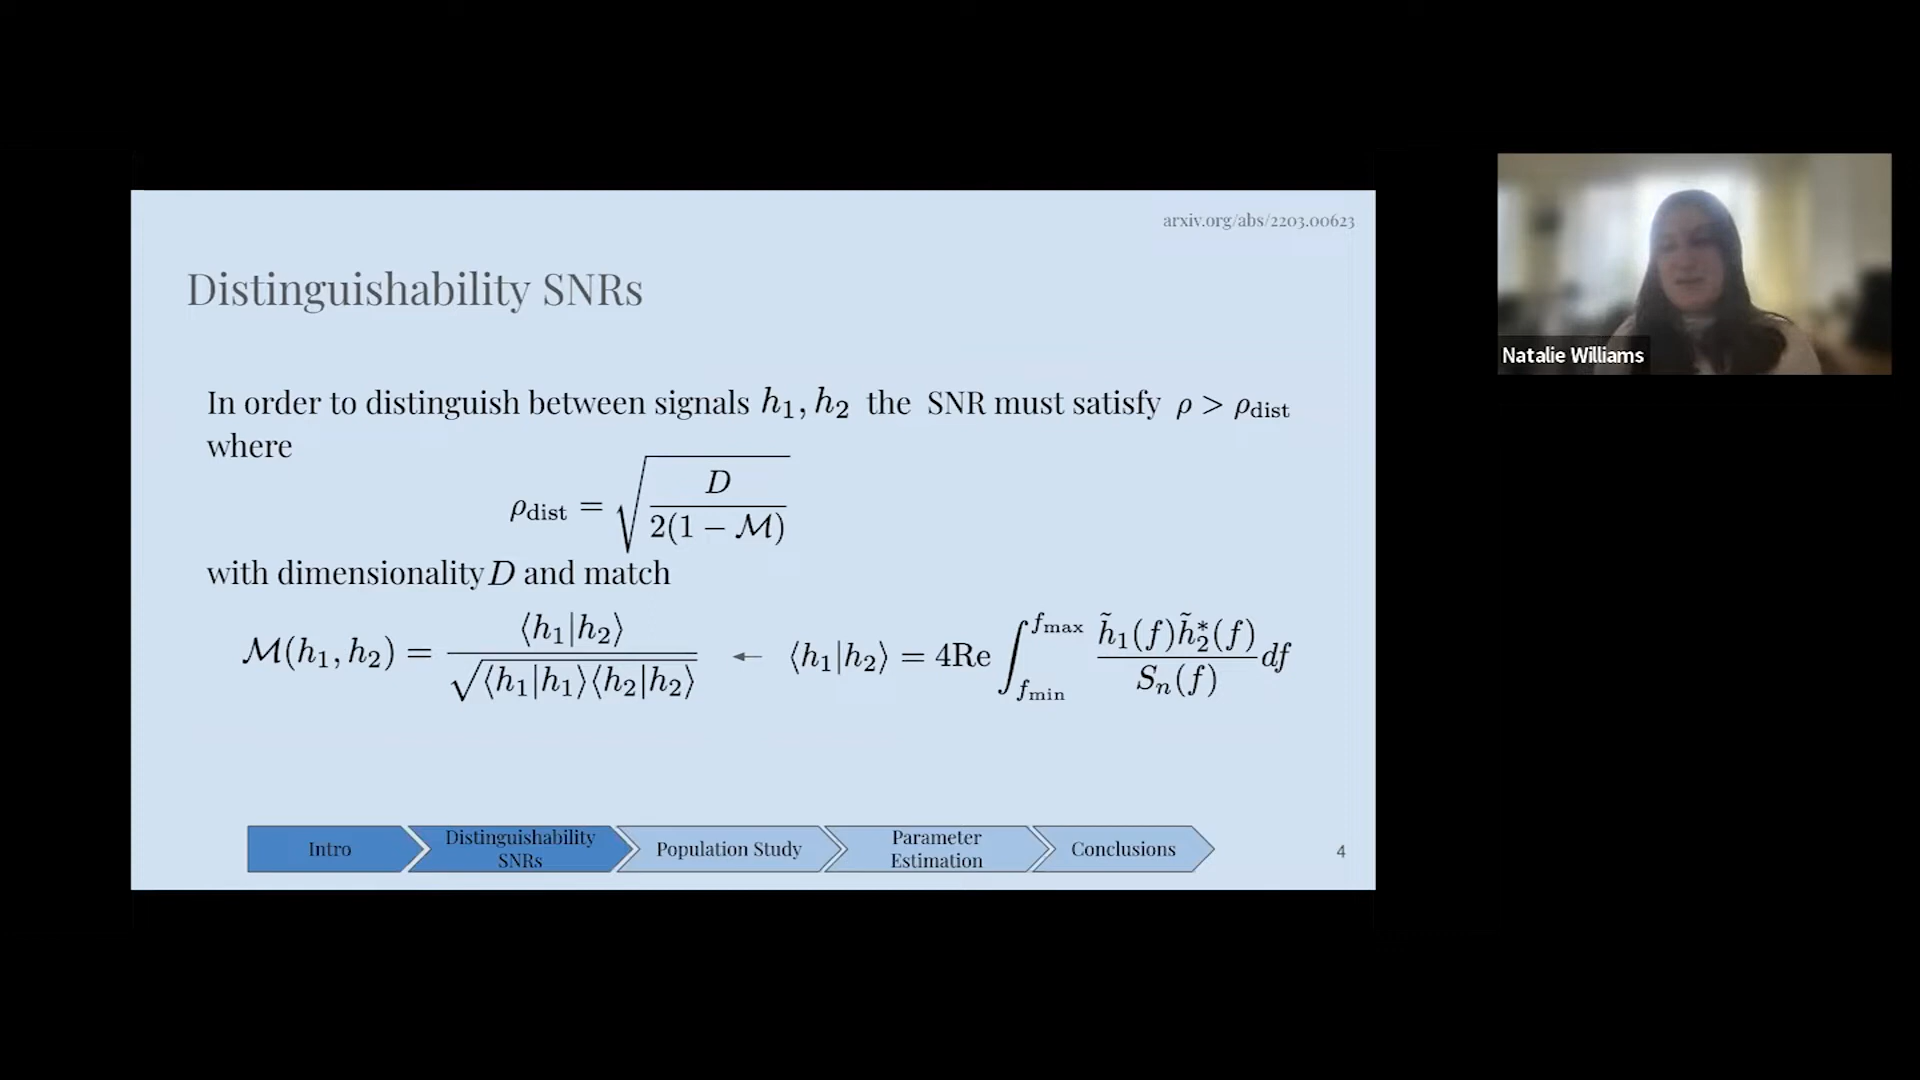 arxiv.org/abs/2203.00623
Distinguishability SNRs
In order to distinguish between signals h₁, h₂ the SNR must satisfy ρ > ρ_dist
where
ρ_dist = √(D / 2(1 − ℳ))
with dimensionality D and match
ℳ(h₁, h₂) = ⟨h₁|h₂⟩ / √(⟨h₁|h₁⟩⟨h₂|h₂⟩) ← ⟨h₁|h₂⟩ = 4Re ∫_{f_min}^{f_max} h̃₁(f)h̃₂*(f) / Sₙ(f) df
Intro
Distinguishability
SNRs
Population Study
Parameter
Estimation
Conclusions
4
Natalie Williams